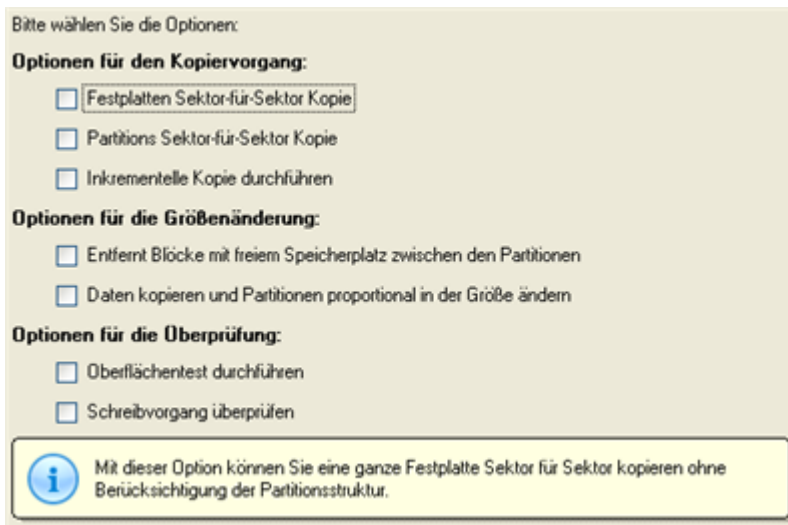 Bitte wählen Sie die Optionen:
Optionen für den Kopiervorgang:
Festplatten Sektor-für-Sektor Kopie
Partitions Sektor-für-Sektor Kopie
Inkrementelle Kopie durchführen
Optionen für die Größenänderung:
Entfernt Blöcke mit freiem Speicherplatz zwischen den Partitionen
Daten kopieren und Partitionen proportional in der Größe ändern
Optionen für die Überprüfung:
Oberflächentest durchführen
Schreibvorgang überprüfen
Mit dieser Option können Sie eine ganze Festplatte Sektor für Sektor kopieren ohne
Berücksichtigung der Partitionsstruktur.